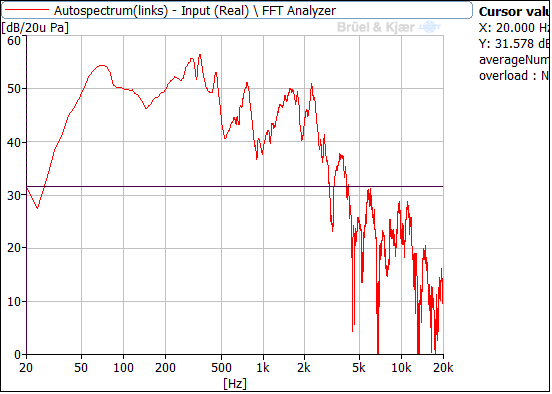 Autospectrum(links) - Input (Real) \ FFT Analyzer
[dB/20u Pa]
Brüel & Kjær
Cursor valu
X: 20.000 Hz
Y: 31.578 dB
averageNum
overload : N
60
50
40
30
20
10
0
20 50 100 200 500 1k 2k 5k 10k 20k
[Hz]